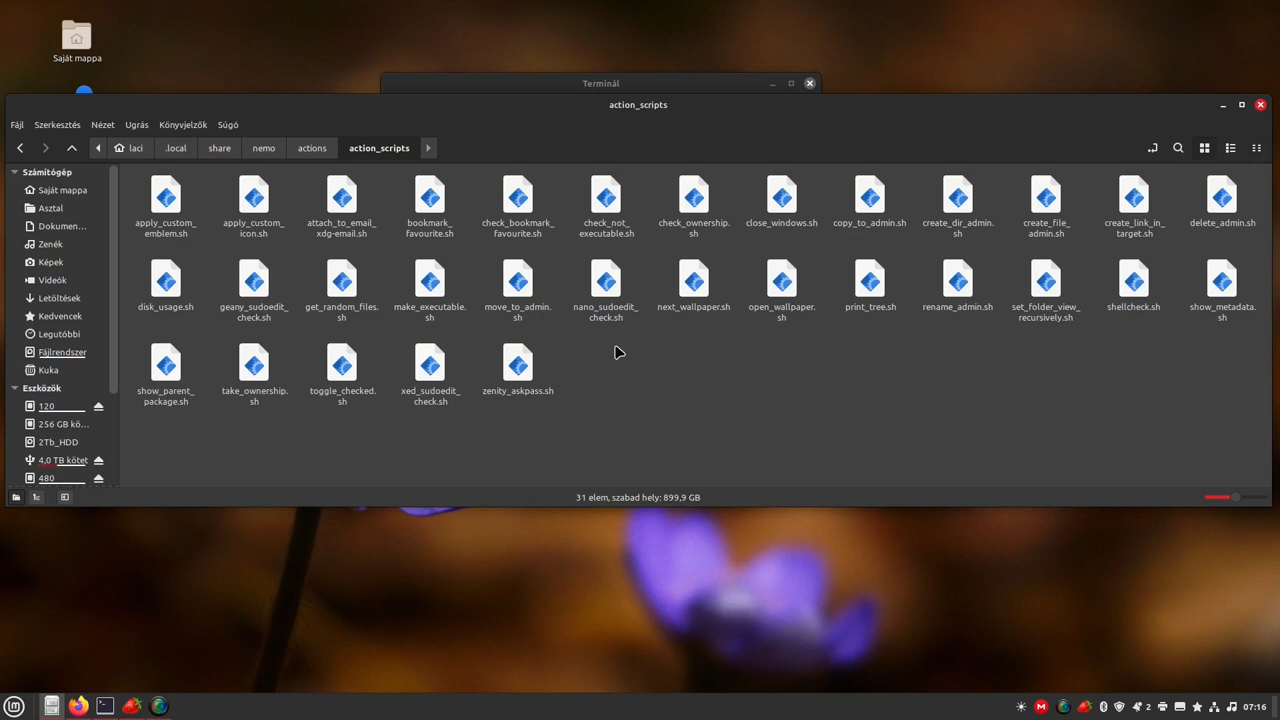 Saját mappa
Terminál
action_scripts
Fájl Szerkesztés Nézet Ugrás Könyvjelzők Súgó
laci .local share nemo actions action_scripts
Számítógép
Saját mappa
Asztal
Dokumen...
Zenék
Képek
Videók
Letöltések
Kedvencek
Legutóbbi
Fájlrendszer
Kuka
Eszközök
120
256 GB kö...
2Tb_HDD
4,0 TB kötet
480
apply_custom_
emblem.sh
apply_custom_
icon.sh
attach_to_email_
xdg-email.sh
bookmark_
favourite.sh
check_bookmark_
favourite.sh
check_not_
executable.sh
check_ownership.
sh
close_windows.sh
copy_to_admin.sh
create_dir_admin.
sh
create_file_
admin.sh
create_link_in_
target.sh
delete_admin.sh
disk_usage.sh
geany_sudoedit_
check.sh
get_random_files.
sh
make_executable.
sh
move_to_admin.
sh
nano_sudoedit_
check.sh
next_wallpaper.sh
open_wallpaper.
sh
print_tree.sh
rename_admin.sh
set_folder_view_
recursively.sh
shellcheck.sh
show_metadata.
sh
show_parent_
package.sh
take_ownership.
sh
toggle_checked.
sh
xed_sudoedit_
check.sh
zenity_askpass.sh
31 elem, szabad hely: 899,9 GB
2
07:16